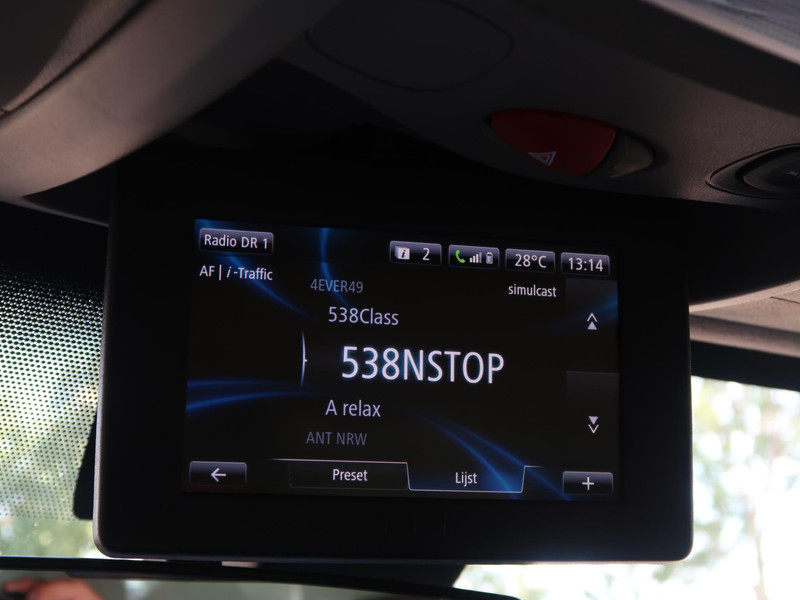 Radio DR 1
i 2
28°C
13:14
AF | i-Traffic
simulcast
4EVER49
538Class
538NSTOP
A relax
ANT NRW
Preset
Lijst